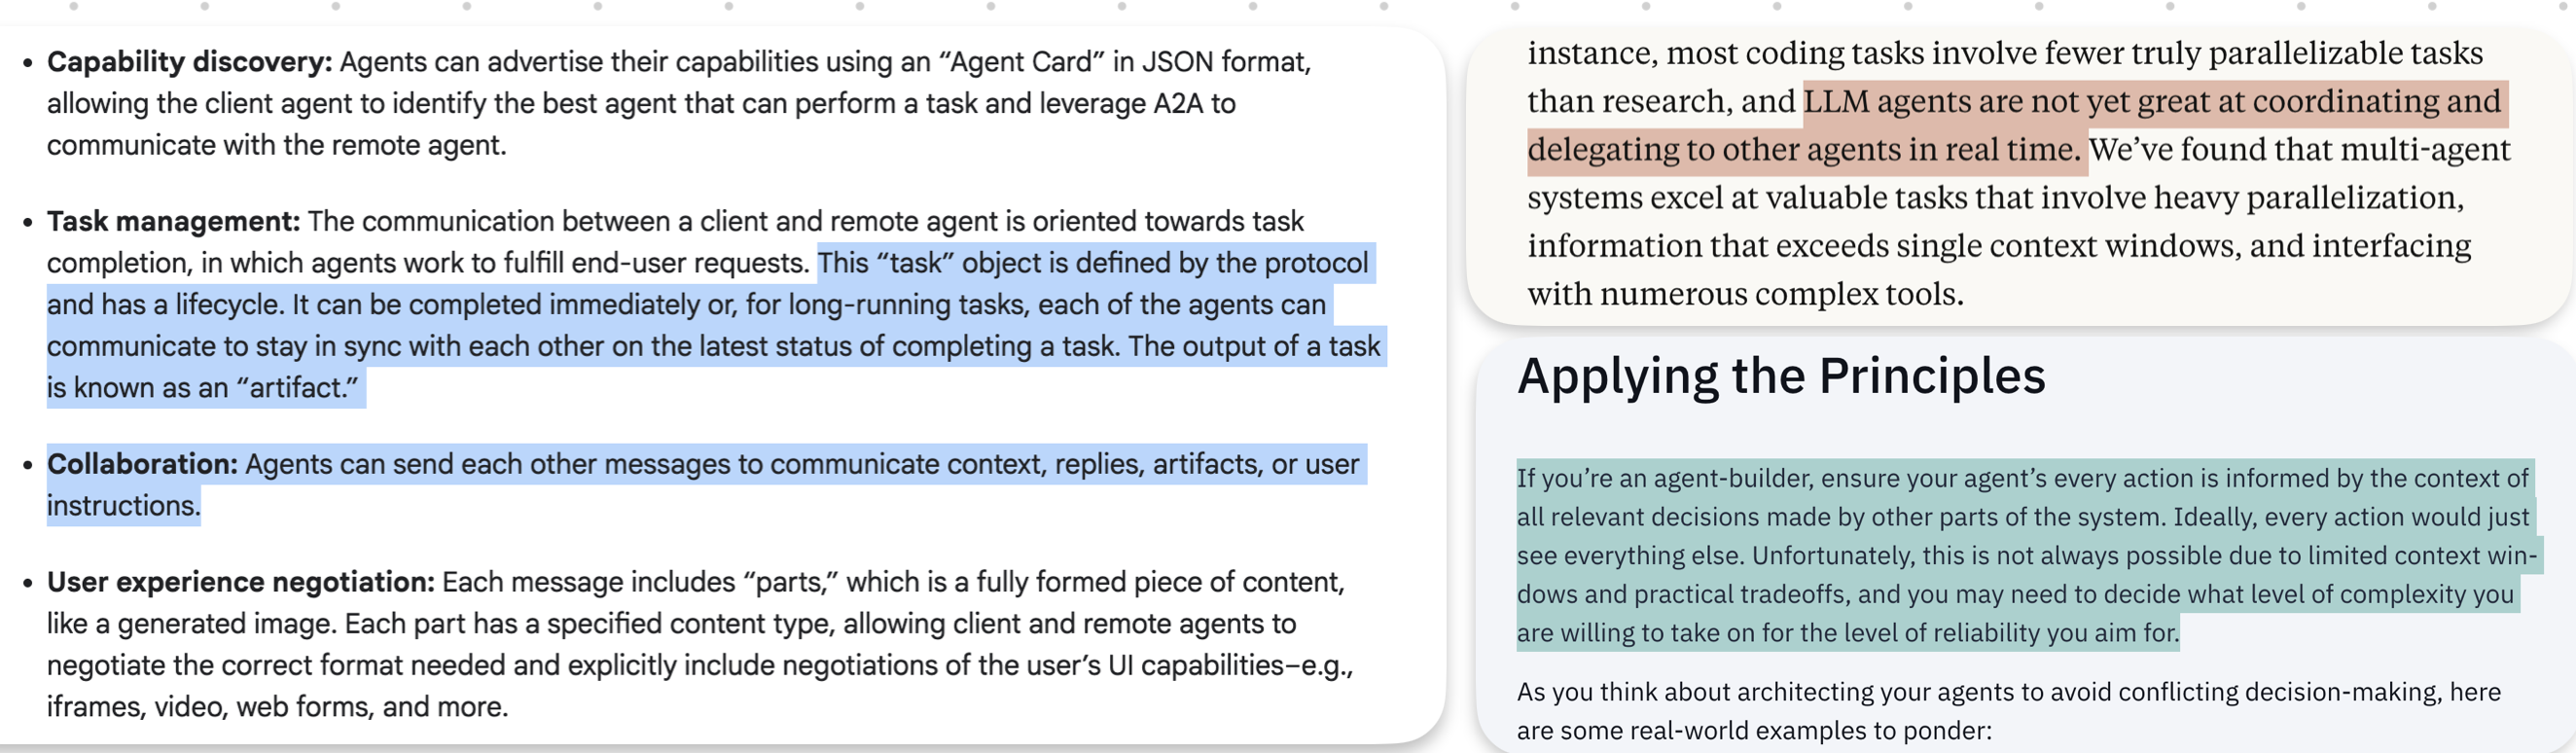 • Capability discovery: Agents can advertise their capabilities using an “Agent Card” in JSON format,
allowing the client agent to identify the best agent that can perform a task and leverage A2A to
communicate with the remote agent.
• Task management: The communication between a client and remote agent is oriented towards task
completion, in which agents work to fulfill end-user requests. This “task” object is defined by the protocol
and has a lifecycle. It can be completed immediately or, for long-running tasks, each of the agents can
communicate to stay in sync with each other on the latest status of completing a task. The output of a task
is known as an “artifact.”
• Collaboration: Agents can send each other messages to communicate context, replies, artifacts, or user
instructions.
• User experience negotiation: Each message includes “parts,” which is a fully formed piece of content,
like a generated image. Each part has a specified content type, allowing client and remote agents to
negotiate the correct format needed and explicitly include negotiations of the user’s UI capabilities–e.g.,
iframes, video, web forms, and more.
instance, most coding tasks involve fewer truly parallelizable tasks
than research, and LLM agents are not yet great at coordinating and
delegating to other agents in real time. We’ve found that multi-agent
systems excel at valuable tasks that involve heavy parallelization,
information that exceeds single context windows, and interfacing
with numerous complex tools.
Applying the Principles
If you’re an agent-builder, ensure your agent’s every action is informed by the context of
all relevant decisions made by other parts of the system. Ideally, every action would just
see everything else. Unfortunately, this is not always possible due to limited context win-
dows and practical tradeoffs, and you may need to decide what level of complexity you
are willing to take on for the level of reliability you aim for.
As you think about architecting your agents to avoid conflicting decision-making, here
are some real-world examples to ponder: